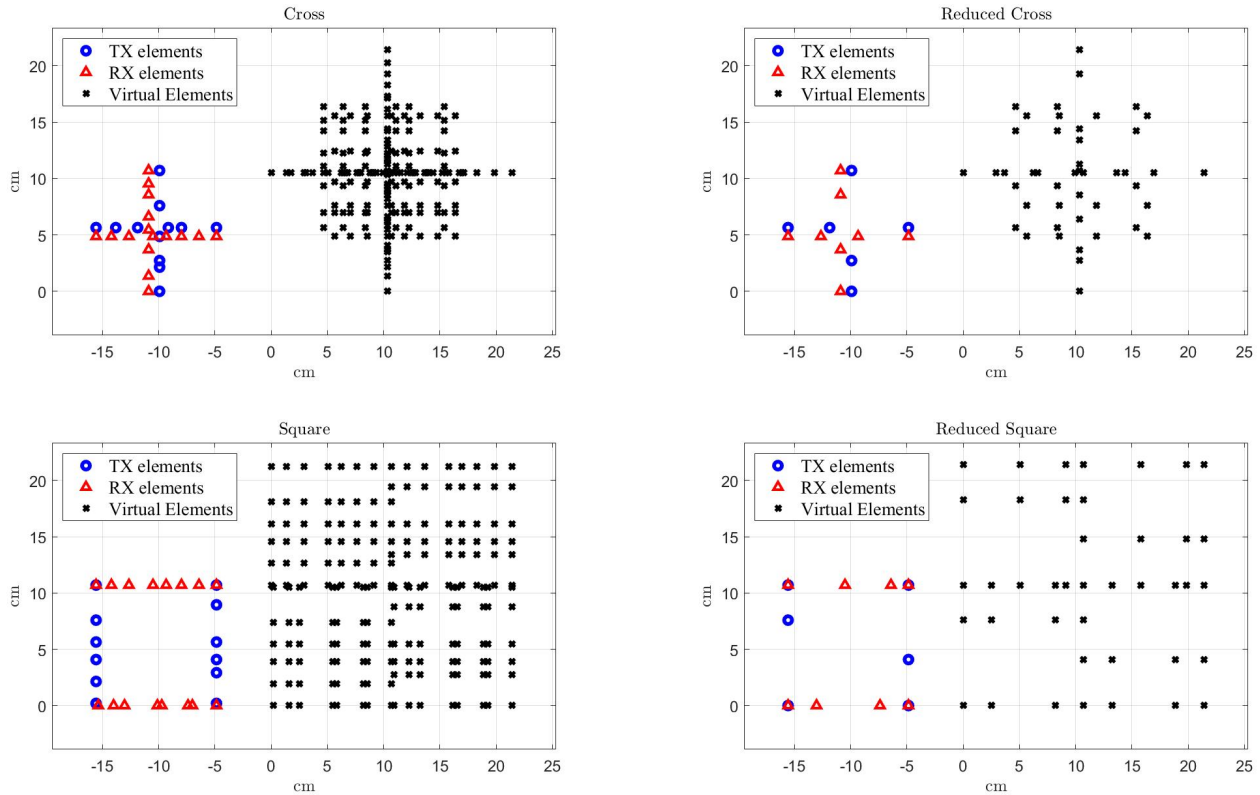 Cross
TX elements
RX elements
Virtual Elements
20
15
10
5
0
cm
-15 -10 -5 0 5 10 15 20 25
cm
Reduced Cross
TX elements
RX elements
Virtual Elements
20
15
10
5
0
cm
-15 -10 -5 0 5 10 15 20 25
cm
Square
TX elements
RX elements
Virtual Elements
20
15
10
5
0
cm
-15 -10 -5 0 5 10 15 20 25
cm
Reduced Square
TX elements
RX elements
Virtual Elements
20
15
10
5
0
cm
-15 -10 -5 0 5 10 15 20 25
cm